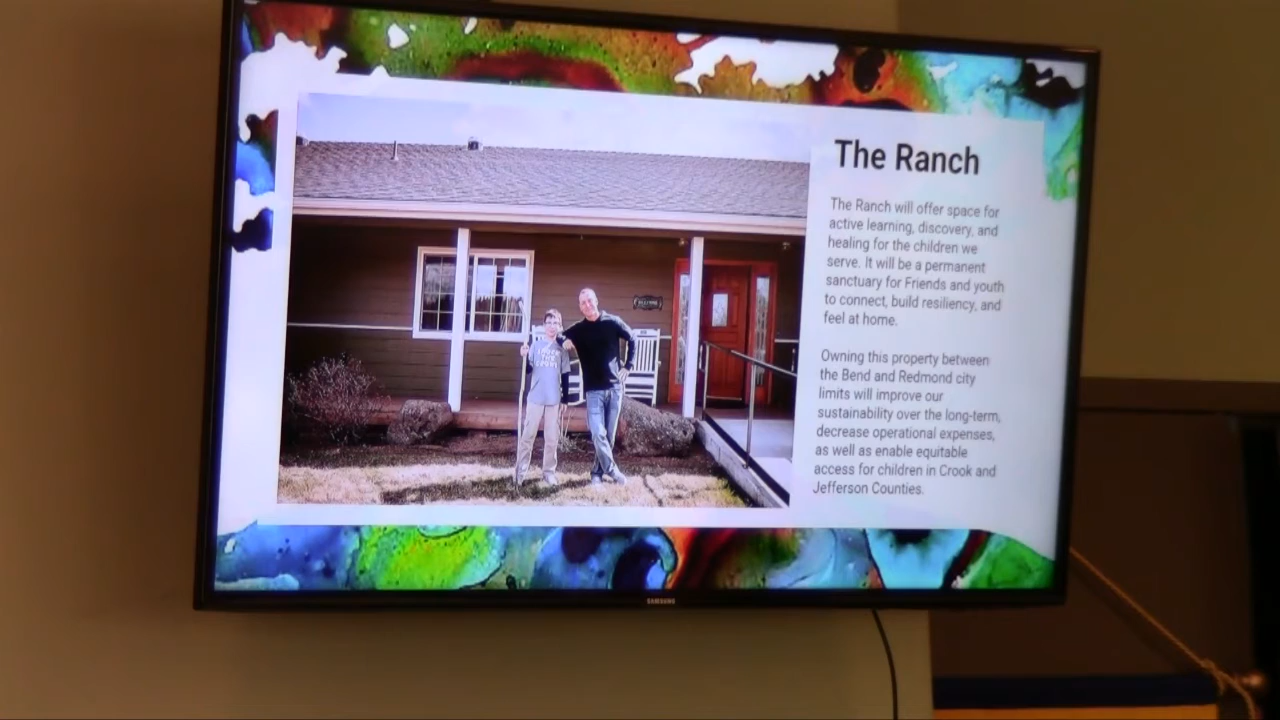 The Ranch
The Ranch will offer space for
active learning, discovery, and
healing for the children we
serve. It will be a permanent
sanctuary for Friends and youth
to connect, build resiliency, and
feel at home.
Owning this property between
the Bend and Redmond city
limits will improve our
sustainability over the long-term,
decrease operational expenses,
as well as enable equitable
access for children in Crook and
Jefferson Counties.
SAMSUNG